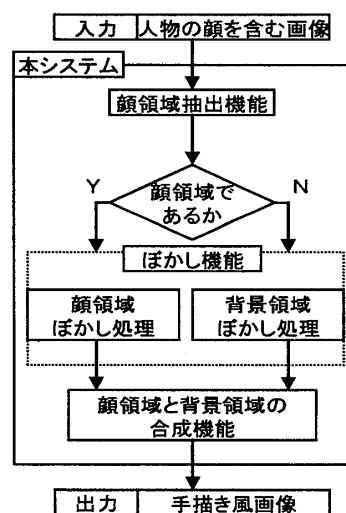 入力 人物の顔を含む画像
本システム
顔領域抽出機能
Y
顔領域で
あるか
N
ぼかし機能
顔領域
ぼかし処理
背景領域
ぼかし処理
顔領域と背景領域の
合成機能
出力 手描き風画像